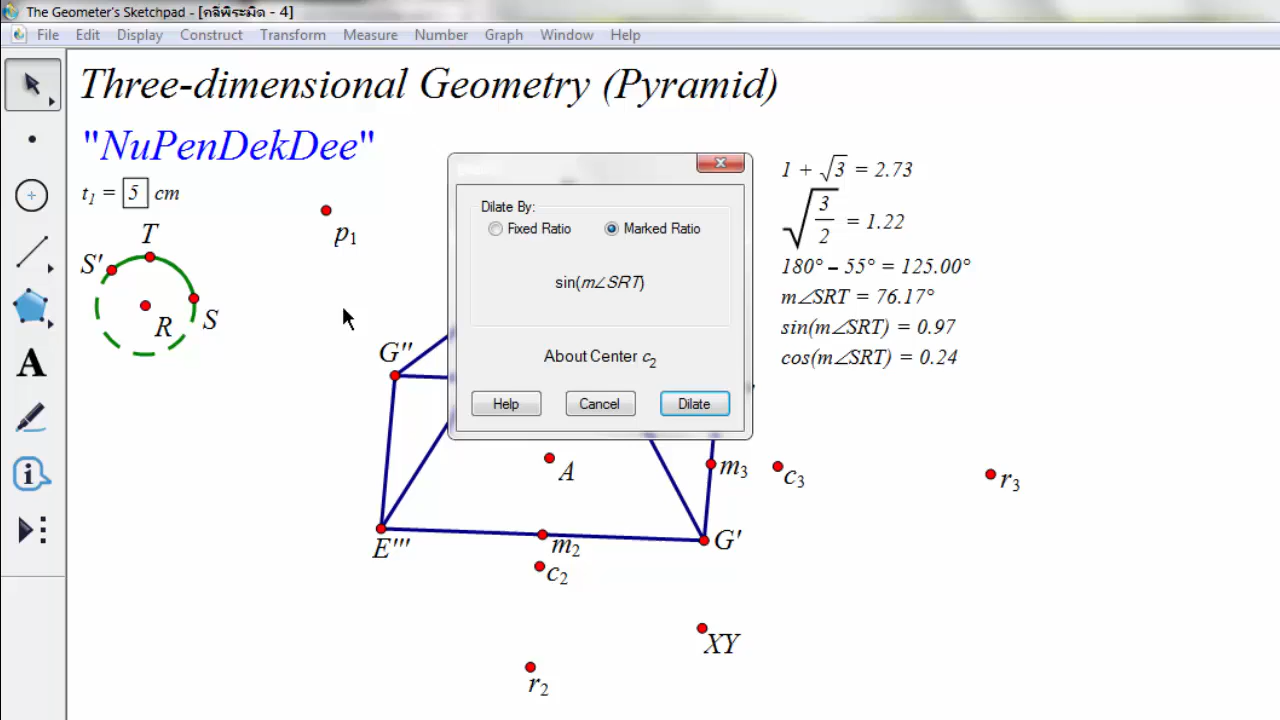 The Geometer's Sketchpad - [คลี่พีระมิด - 4]
File Edit Display Construct Transform Measure Number Graph Window Help
Three-dimensional Geometry (Pyramid)
"NuPenDekDee"
t₁ = 5 cm
T
S'
R
S
p₁
Dilate By:
Fixed Ratio Marked Ratio
sin(m∠SRT)
About Center c₂
Help Cancel Dilate
1 + √3 = 2.73
√(3/2) = 1.22
180° – 55° = 125.00°
m∠SRT = 76.17°
sin(m∠SRT) = 0.97
cos(m∠SRT) = 0.24
G''
A
m₃
c₃
r₃
E'''
m₂
G'
c₂
XY
r₂
A